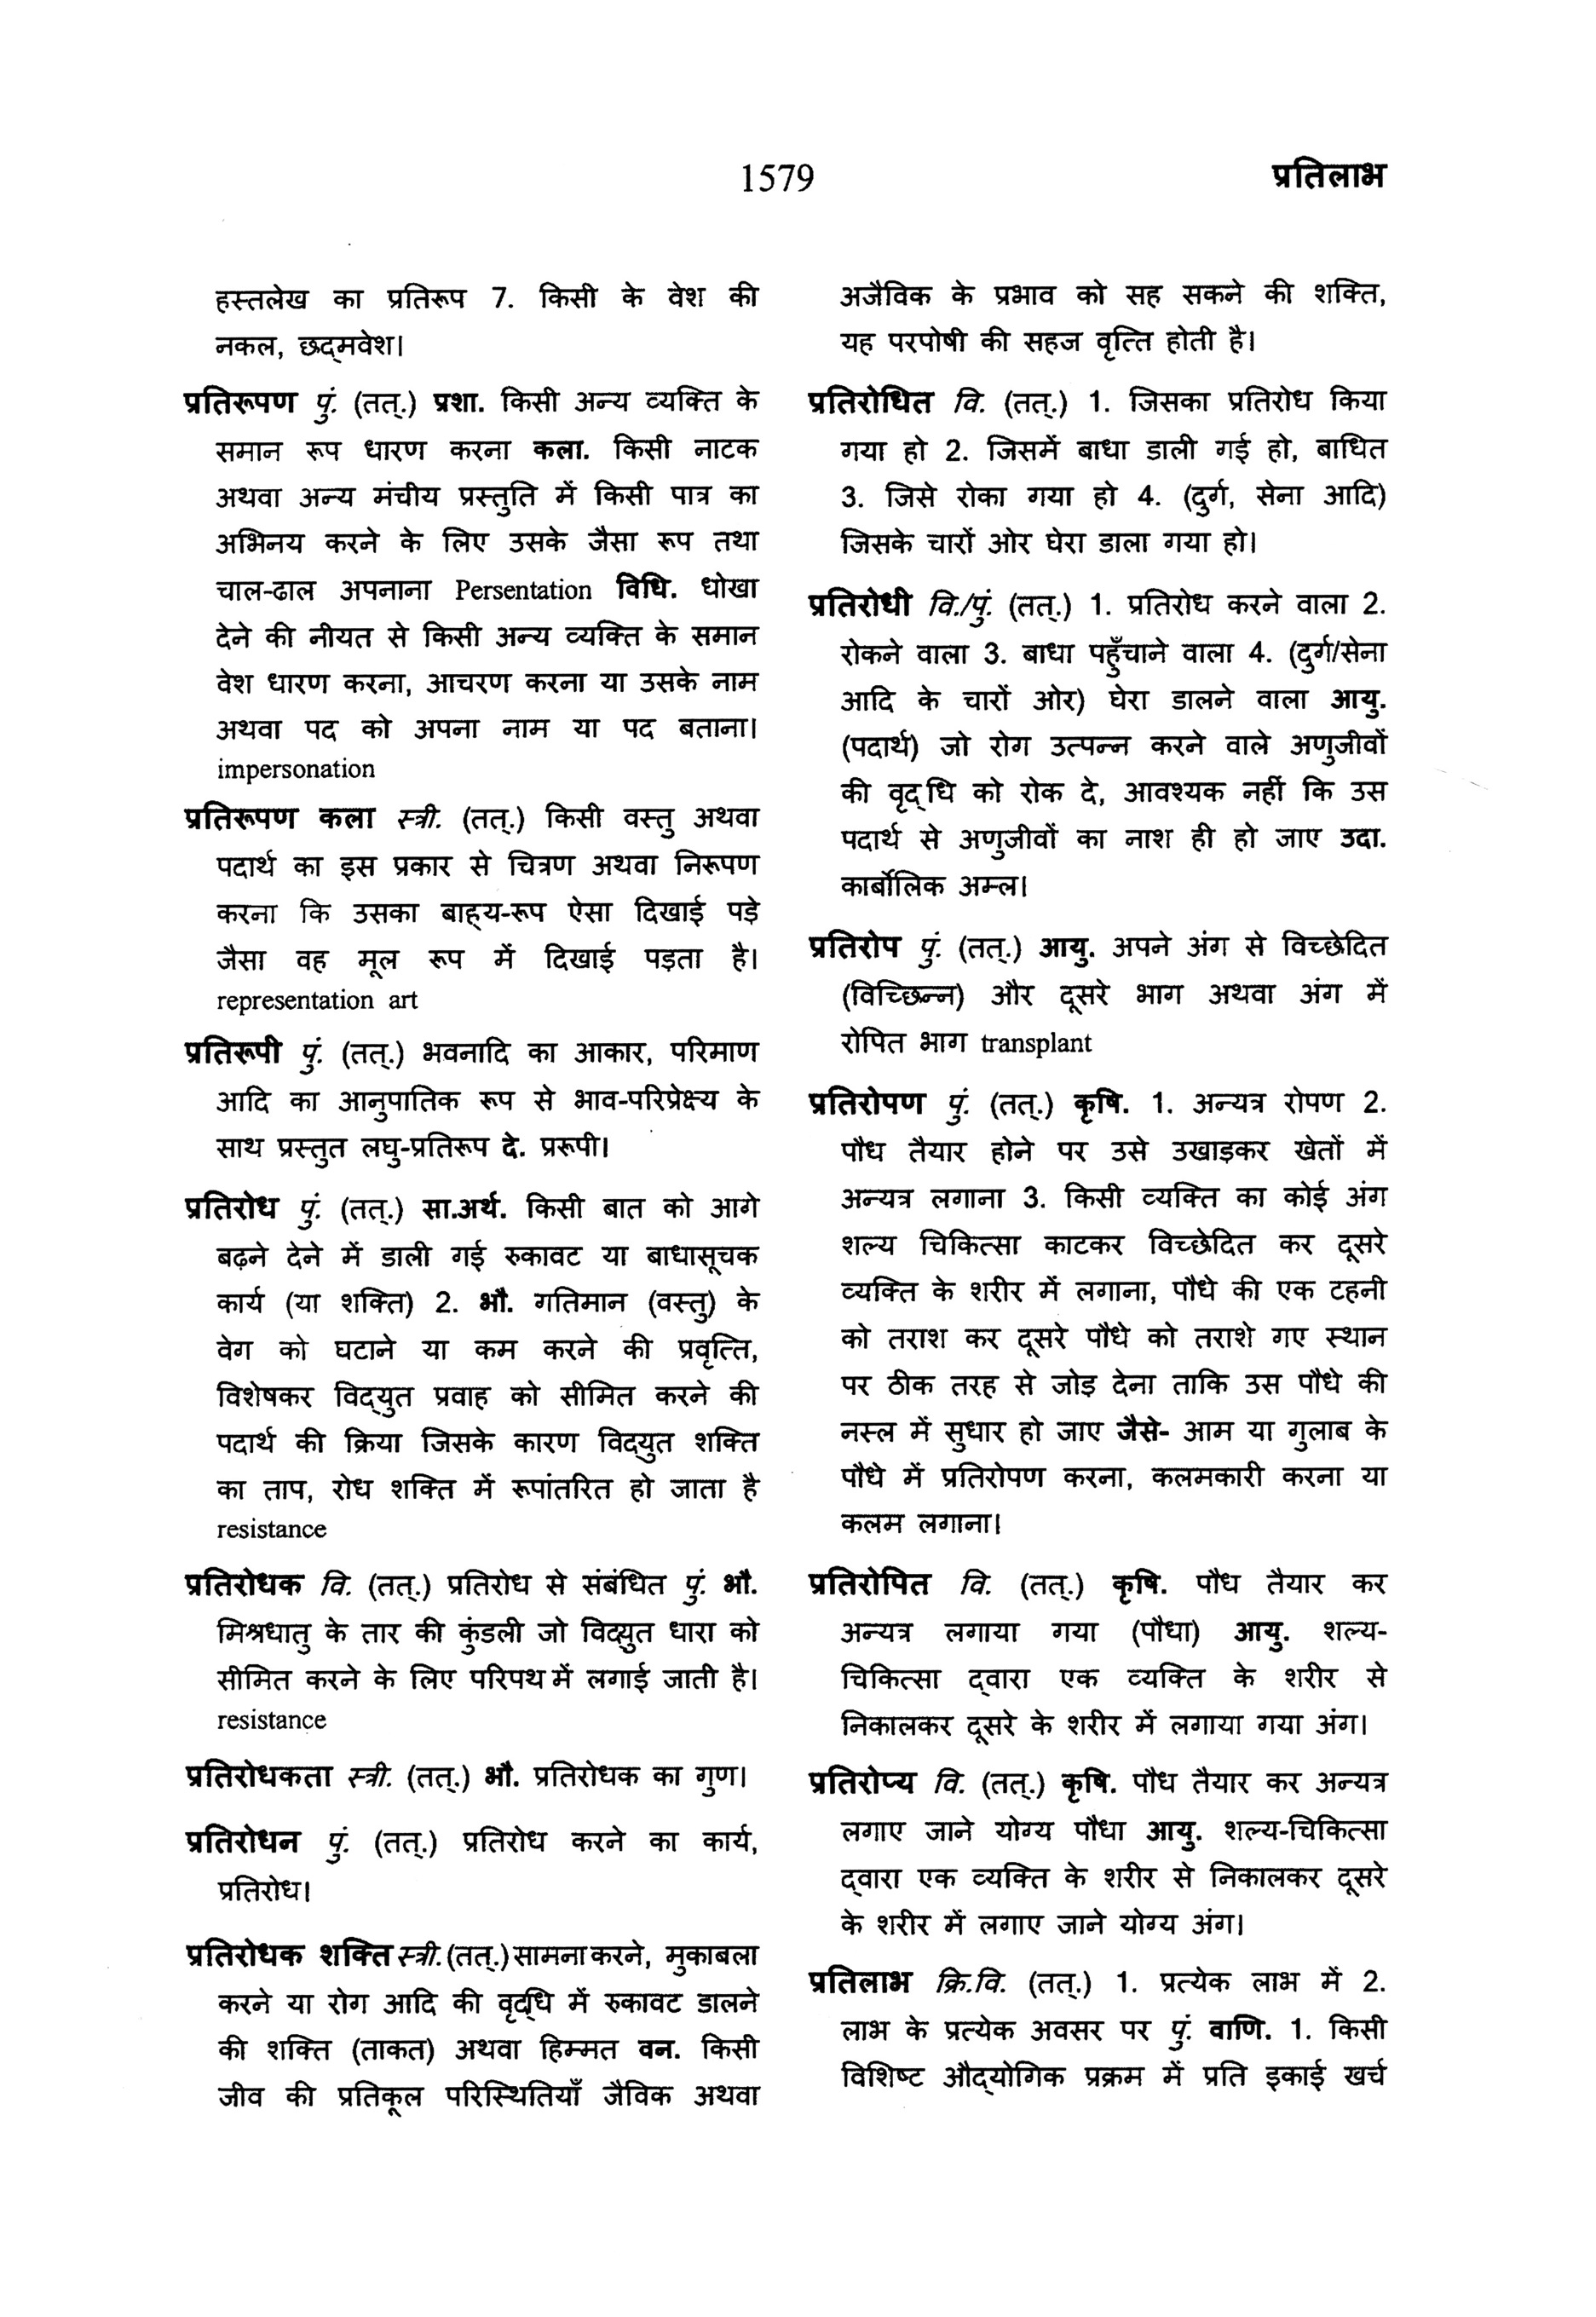 1579
प्रतिलाभ
हस्तलेख का प्रतिरूप 7. किसी के वेश की
नकल, छद्मवेश।
प्रतिरूपण पुं. (तत्.) प्रशा. किसी अन्य व्यक्ति के
समान रूप धारण करना कला. किसी नाटक
अथवा अन्य मंचीय प्रस्तुति में किसी पात्र का
अभिनय करने के लिए उसके जैसा रूप तथा
चाल-ढाल अपनाना Persentation विधि. धोखा
देने की नीयत से किसी अन्य व्यक्ति के समान
वेश धारण करना, आचरण करना या उसके नाम
अथवा पद को अपना नाम या पद बताना।
impersonation
प्रतिरूपण कला स्त्री. (तत्.) किसी वस्तु अथवा
पदार्थ का इस प्रकार से चित्रण अथवा निरूपण
करना कि उसका बाह्य-रूप ऐसा दिखाई पड़े
जैसा वह मूल रूप में दिखाई पड़ता है।
representation art
प्रतिरूपी पुं. (तत्.) भवनादि का आकार, परिमाण
आदि का आनुपातिक रूप से भाव-परिप्रेक्ष्य के
साथ प्रस्तुत लघु-प्रतिरूप दे. प्ररूपी।
प्रतिरोध पुं. (तत्.) सा.अर्थ. किसी बात को आगे
बढ़ने देने में डाली गई रुकावट या बाधासूचक
कार्य (या शक्ति) 2. भौ. गतिमान (वस्तु) के
वेग को घटाने या कम करने की प्रवृत्ति,
विशेषकर विद्युत प्रवाह को सीमित करने की
पदार्थ की क्रिया जिसके कारण विद्युत शक्ति
का ताप, रोध शक्ति में रूपांतरित हो जाता है
resistance
प्रतिरोधक वि. (तत्.) प्रतिरोध से संबंधित पुं. भौ.
मिश्रधातु के तार की कुंडली जो विद्युत धारा को
सीमित करने के लिए परिपथ में लगाई जाती है।
resistance
प्रतिरोधकता स्त्री. (तत्.) भौ. प्रतिरोधक का गुण।
प्रतिरोधन पुं. (तत्.) प्रतिरोध करने का कार्य,
प्रतिरोध।
प्रतिरोधक शक्ति स्त्री. (तत्.) सामना करने, मुकाबला
करने या रोग आदि की वृद्धि में रुकावट डालने
की शक्ति (ताकत) अथवा हिम्मत वन. किसी
जीव की प्रतिकूल परिस्थितियाँ जैविक अथवा
अजैविक के प्रभाव को सह सकने की शक्ति,
यह परपोषी की सहज वृत्ति होती है।
प्रतिरोधित वि. (तत्.) 1. जिसका प्रतिरोध किया
गया हो 2. जिसमें बाधा डाली गई हो, बाधित
3. जिसे रोका गया हो 4. (दुर्ग, सेना आदि)
जिसके चारों ओर घेरा डाला गया हो।
प्रतिरोधी वि./पुं. (तत्.) 1. प्रतिरोध करने वाला 2.
रोकने वाला 3. बाधा पहुँचाने वाला 4. (दुर्ग/सेना
आदि के चारों ओर) घेरा डालने वाला आयु.
(पदार्थ) जो रोग उत्पन्न करने वाले अणुजीवों
की वृद्धि को रोक दे, आवश्यक नहीं कि उस
पदार्थ से अणुजीवों का नाश ही हो जाए उदा.
कार्बोलिक अम्ल।
प्रतिरोप पुं. (तत्.) आयु. अपने अंग से विच्छेदित
(विच्छिन्न) और दूसरे भाग अथवा अंग में
रोपित भाग transplant
प्रतिरोपण पुं. (तत्.) कृषि. 1. अन्यत्र रोपण 2.
पौध तैयार होने पर उसे उखाड़कर खेतों में
अन्यत्र लगाना 3. किसी व्यक्ति का कोई अंग
शल्य चिकित्सा काटकर विच्छेदित कर दूसरे
व्यक्ति के शरीर में लगाना, पौधे की एक टहनी
को तराश कर दूसरे पौधे को तराशे गए स्थान
पर ठीक तरह से जोड़ देना ताकि उस पौधे की
नस्ल में सुधार हो जाए जैसे- आम या गुलाब के
पौधे में प्रतिरोपण करना, कलमकारी करना या
कलम लगाना।
प्रतिरोपित वि. (तत्.) कृषि. पौध तैयार कर
अन्यत्र लगाया गया (पौधा) आयु. शल्य-
चिकित्सा द्वारा एक व्यक्ति के शरीर से
निकालकर दूसरे के शरीर में लगाया गया अंग।
प्रतिरोप्य वि. (तत्.) कृषि. पौध तैयार कर अन्यत्र
लगाए जाने योग्य पौधा आयु. शल्य-चिकित्सा
द्वारा एक व्यक्ति के शरीर से निकालकर दूसरे
के शरीर में लगाए जाने योग्य अंग।
प्रतिलाभ क्रि.वि. (तत्.) 1. प्रत्येक लाभ में 2.
लाभ के प्रत्येक अवसर पर पुं. वाणि. 1. किसी
विशिष्ट औद्योगिक प्रक्रम में प्रति इकाई खर्च